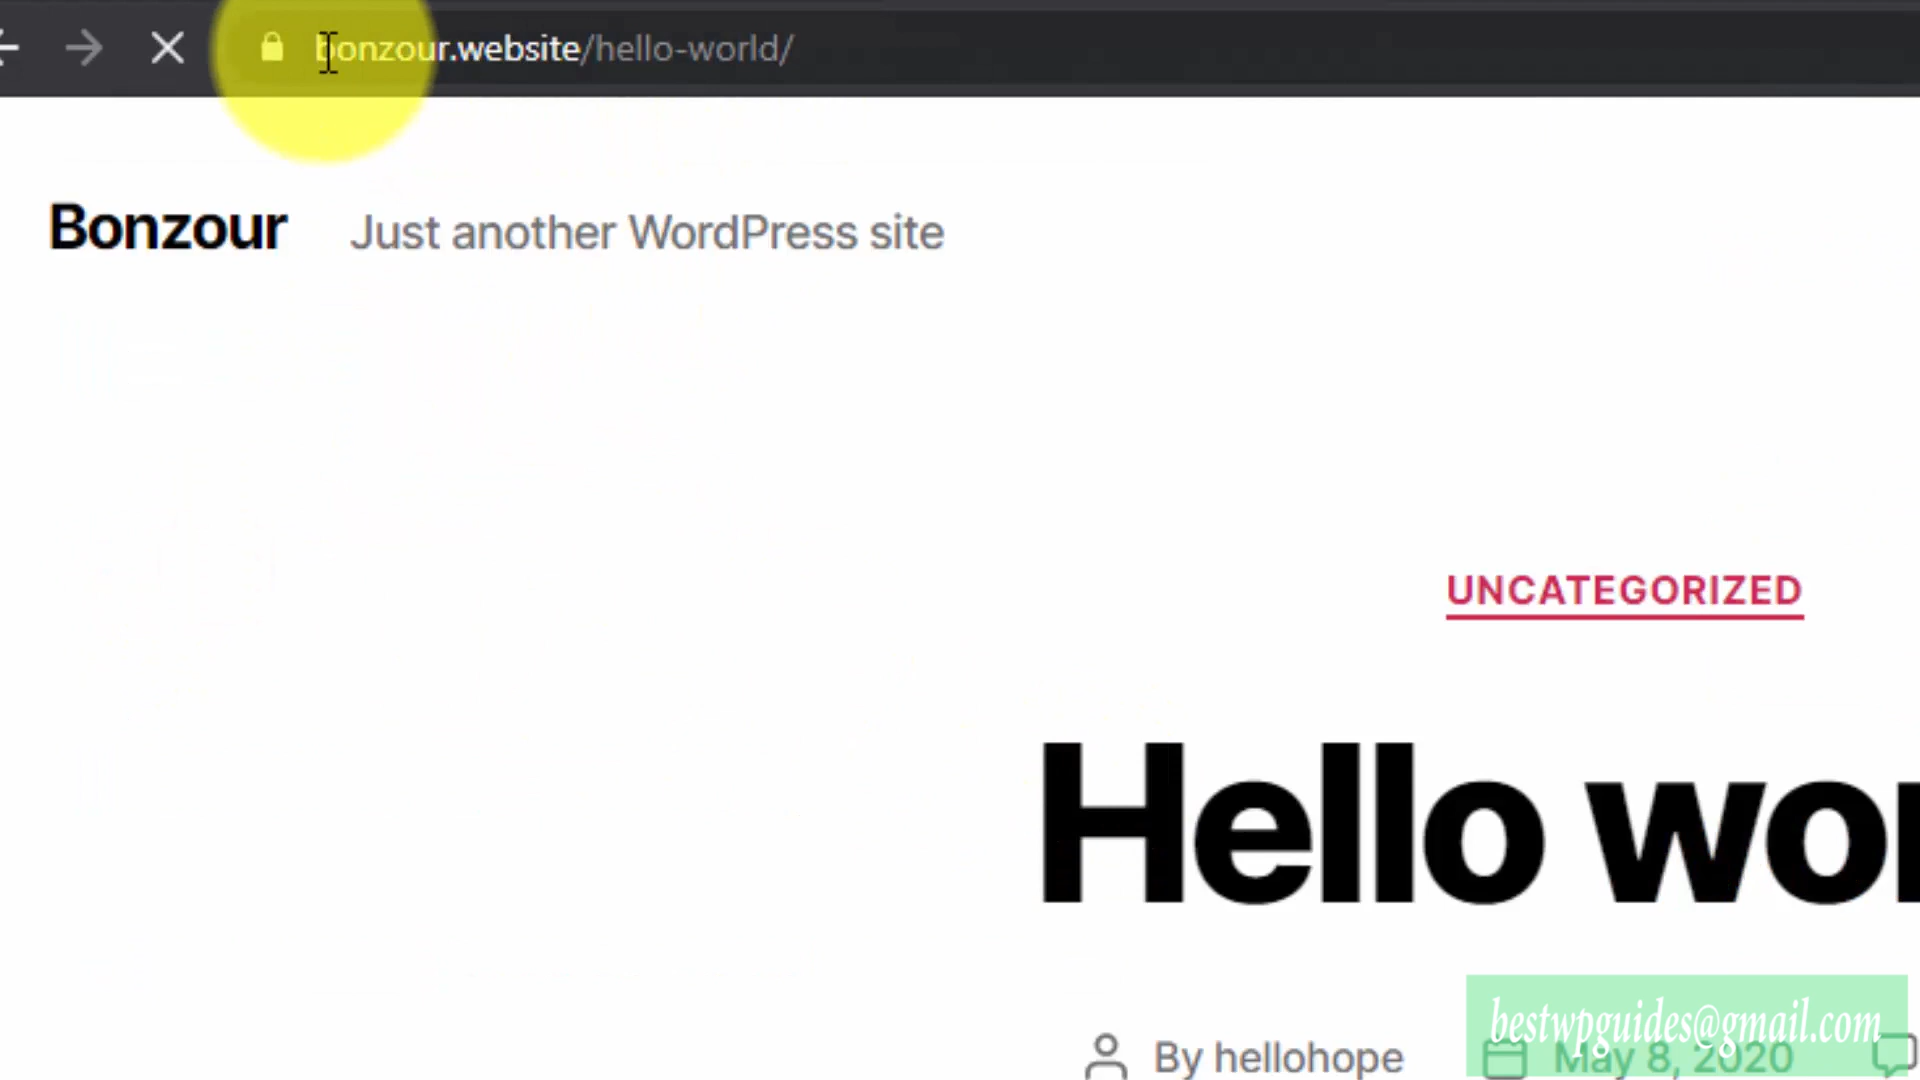 bonzour.website/hello-world/
Bonzour Just another WordPress site
UNCATEGORIZED
Hello wor
By hellohope May 8, 2020
bestwpguides@gmail.com